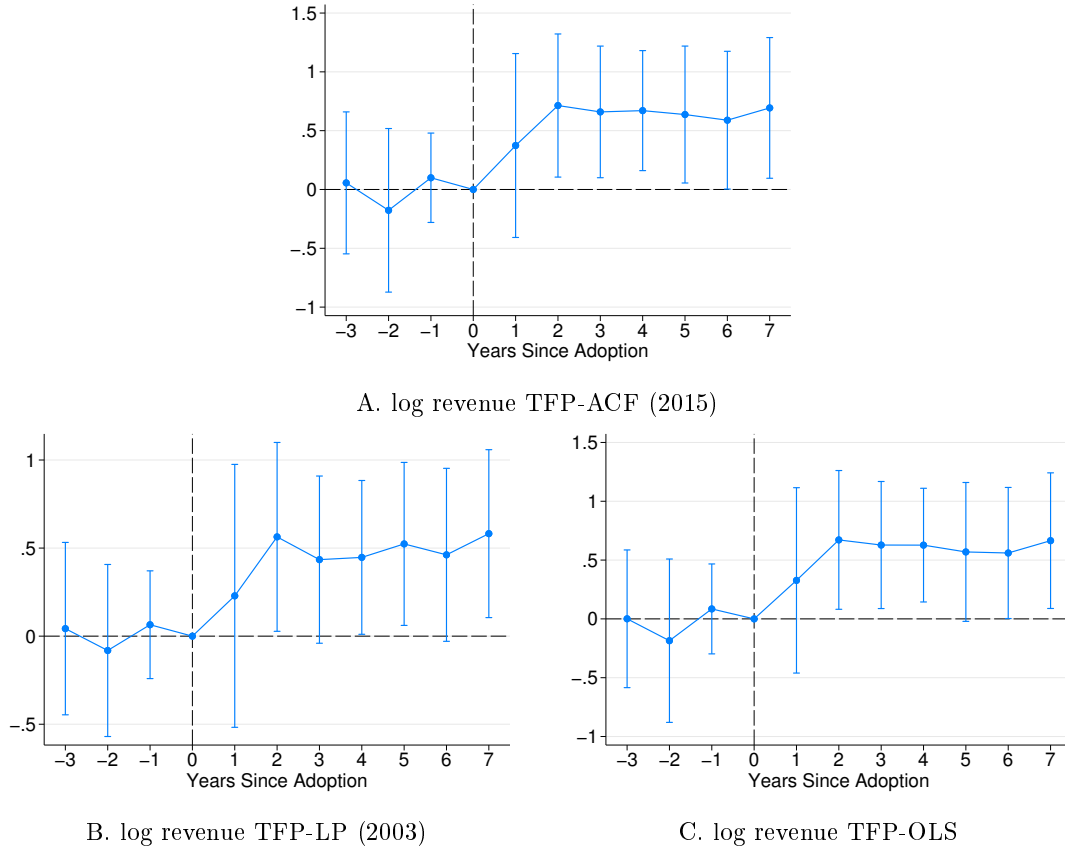 1.5
1
.5
0
−.5
−1
−3 −2 −1 0 1 2 3 4 5 6 7
Years Since Adoption
A. log revenue TFP-ACF (2015)
1
.5
0
−.5
−3 −2 −1 0 1 2 3 4 5 6 7
Years Since Adoption
B. log revenue TFP-LP (2003)
1.5
1
.5
0
−.5
−1
−3 −2 −1 0 1 2 3 4 5 6 7
Years Since Adoption
C. log revenue TFP-OLS